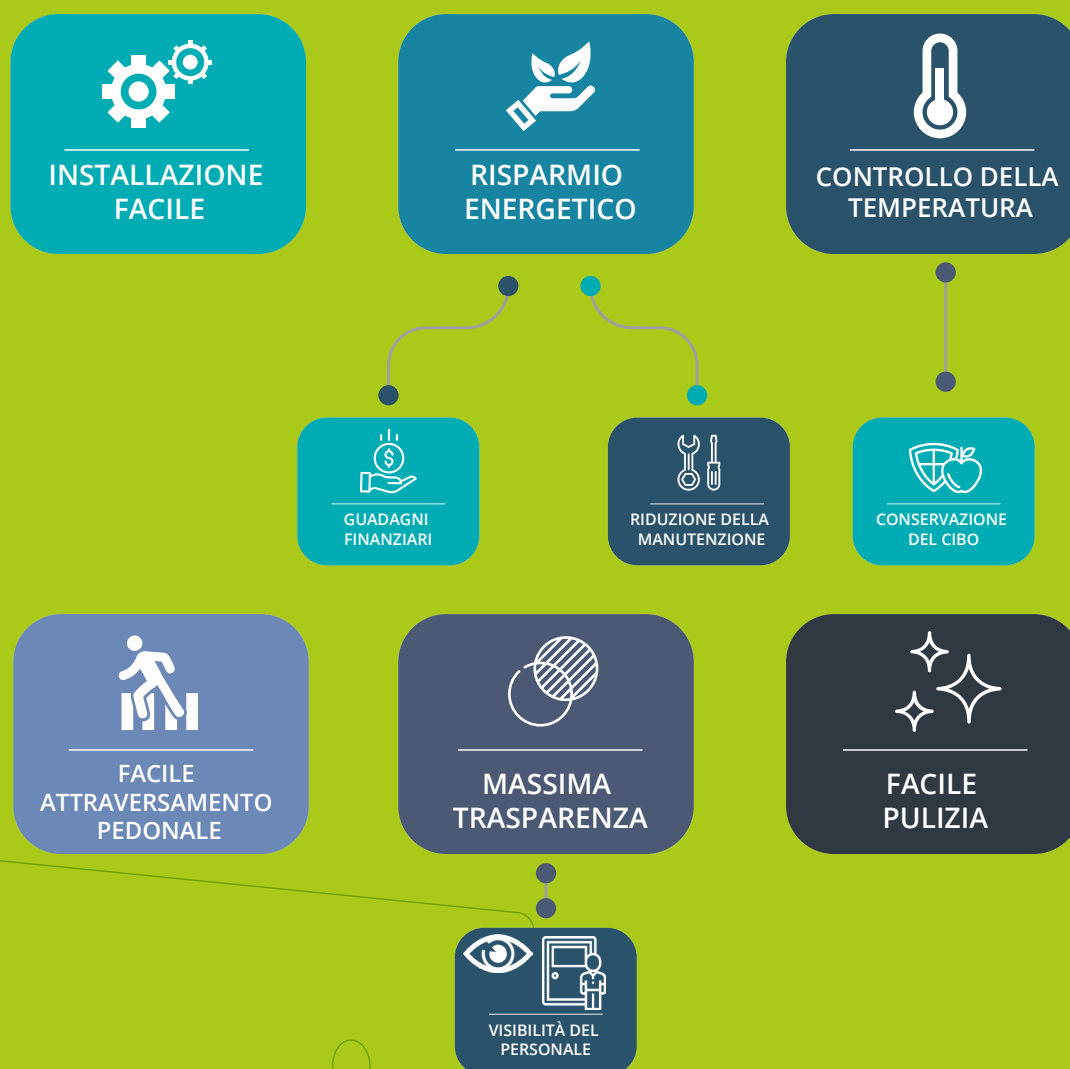 INSTALLAZIONE
FACILE
RISPARMIO
ENERGETICO
CONTROLLO DELLA
TEMPERATURA
GUADAGNI
FINANZIARI
RIDUZIONE DELLA
MANUTENZIONE
CONSERVAZIONE
DEL CIBO
FACILE
ATTRAVERSAMENTO
PEDONALE
MASSIMA
TRASPARENZA
FACILE
PULIZIA
VISIBILITÀ DEL
PERSONALE